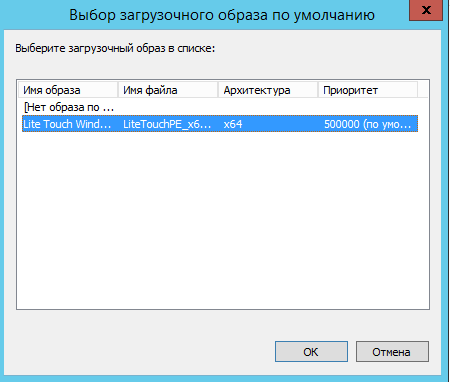 Выбор загрузочного образа по умолчанию
x
Выберите загрузочный образ в списке:
Имя образа Имя файла Архитектура Приоритет
[Нет образа по ...
Lite Touch Wind... LiteTouchPE_x6... x64 500000 (по умо...
OK Отмена